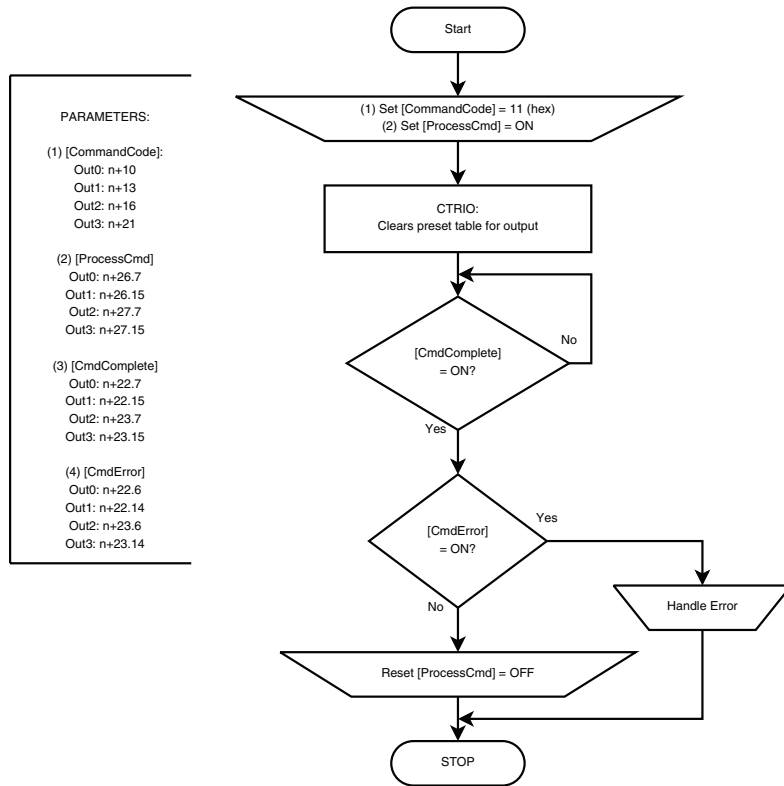 Start
(1) Set [CommandCode] = 11 (hex)
(2) Set [ProcessCmd] = ON
PARAMETERS:
(1) [CommandCode]:
Out0: n+10
Out1: n+13
Out2: n+16
Out3: n+21
(2) [ProcessCmd]
Out0: n+26.7
Out1: n+26.15
Out2: n+27.7
Out3: n+27.15
(3) [CmdComplete]
Out0: n+22.7
Out1: n+22.15
Out2: n+23.7
Out3: n+23.15
(4) [CmdError]
Out0: n+22.6
Out1: n+22.14
Out2: n+23.6
Out3: n+23.14
CTRIO:
Clears preset table for output
[CmdComplete]
= ON?
No
Yes
[CmdError]
= ON?
Yes
No
Handle Error
Reset [ProcessCmd] = OFF
STOP